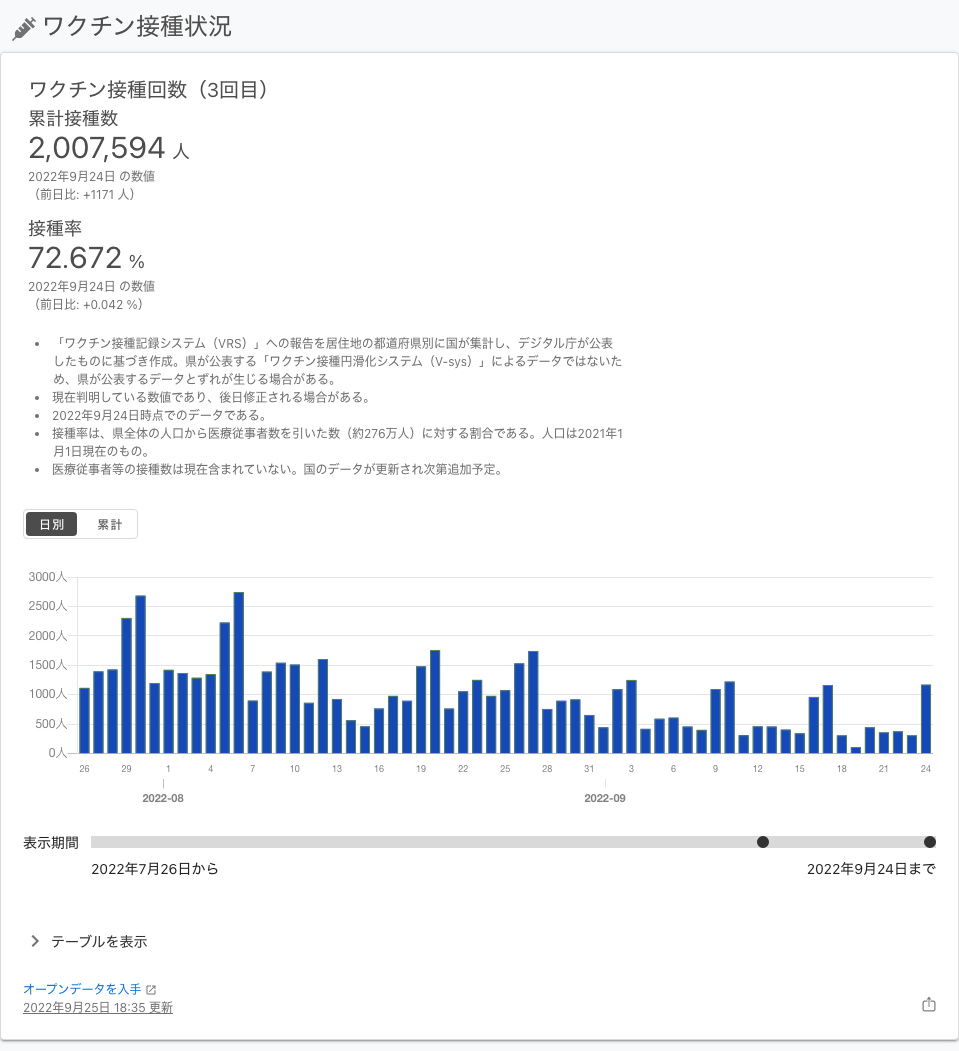 ワクチン接種状況
ワクチン接種回数（3回目）
累計接種数
2,007,594 人
2022年9月24日 の数値
（前日比: +1171 人）
接種率
72.672 %
2022年9月24日 の数値
（前日比: +0.042 %）
• 「ワクチン接種記録システム（VRS）」への報告を居住地の都道府県別に国が集計し、デジタル庁が公表
したものに基づき作成。県が公表する「ワクチン接種円滑化システム（V-sys）」によるデータではないた
め、県が公表するデータとずれが生じる場合がある。
• 現在判明している数値であり、後日修正される場合がある。
• 2022年9月24日時点でのデータである。
• 接種率は、県全体の人口から医療従事者数を引いた数（約276万人）に対する割合である。人口は2021年1
月1日現在のもの。
• 医療従事者等の接種数は現在含まれていない。国のデータが更新され次第追加予定。
日別 累計
3000人
2500人
2000人
1500人
1000人
500人
0人
26 29 1 4 7 10 13 16 19 22 25 28 31 3 6 9 12 15 18 21 24
2022-08 2022-09
表示期間
2022年7月26日から 2022年9月24日まで
テーブルを表示
オープンデータを入手
2022年9月25日 18:35 更新